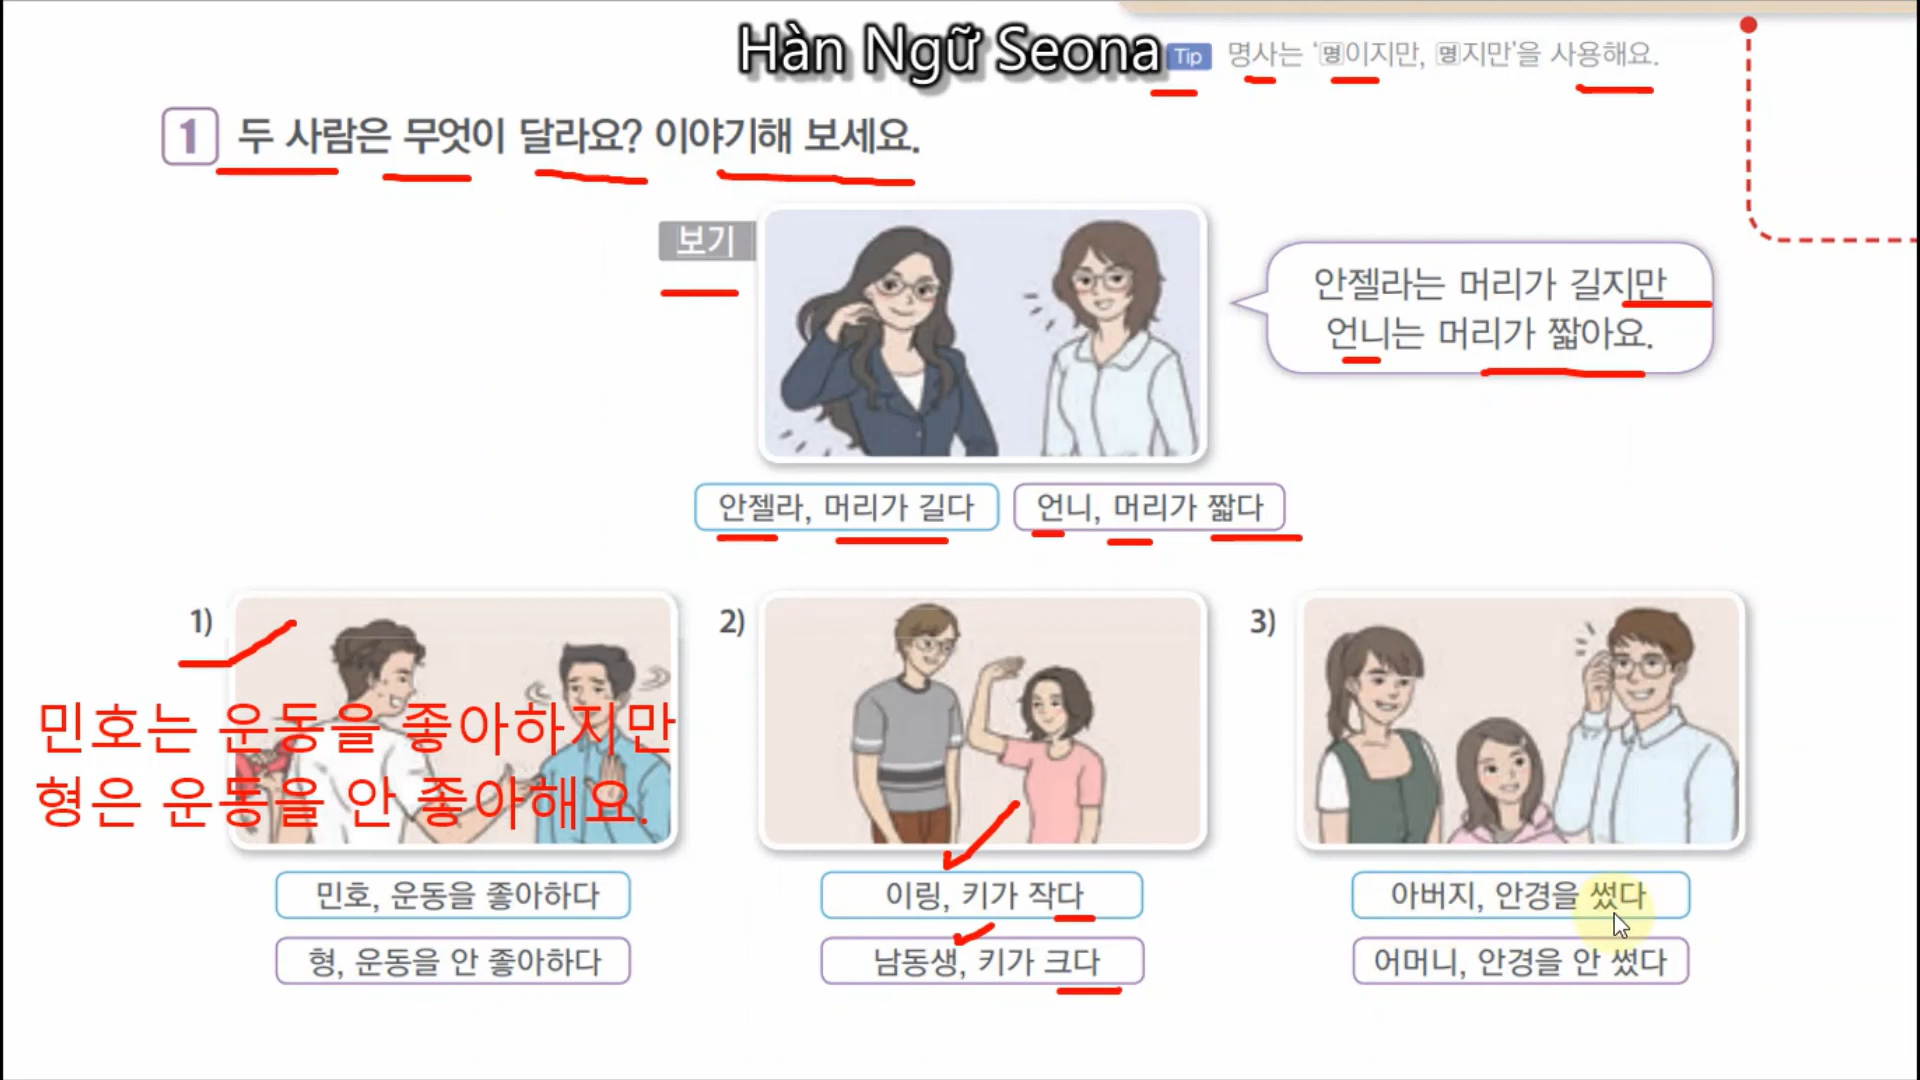 Hàn Ngữ Seona
Tip 명사는 '명이지만, 명지만'을 사용해요.
1 두 사람은 무엇이 달라요? 이야기해 보세요.
보기
안젤라는 머리가 길지만
언니는 머리가 짧아요.
안젤라, 머리가 길다
언니, 머리가 짧다
1)
민호는 운동을 좋아하지만
형은 운동을 안 좋아해요.
민호, 운동을 좋아하다
형, 운동을 안 좋아하다
2)
이링, 키가 작다
남동생, 키가 크다
3)
아버지, 안경을 썼다
어머니, 안경을 안 썼다